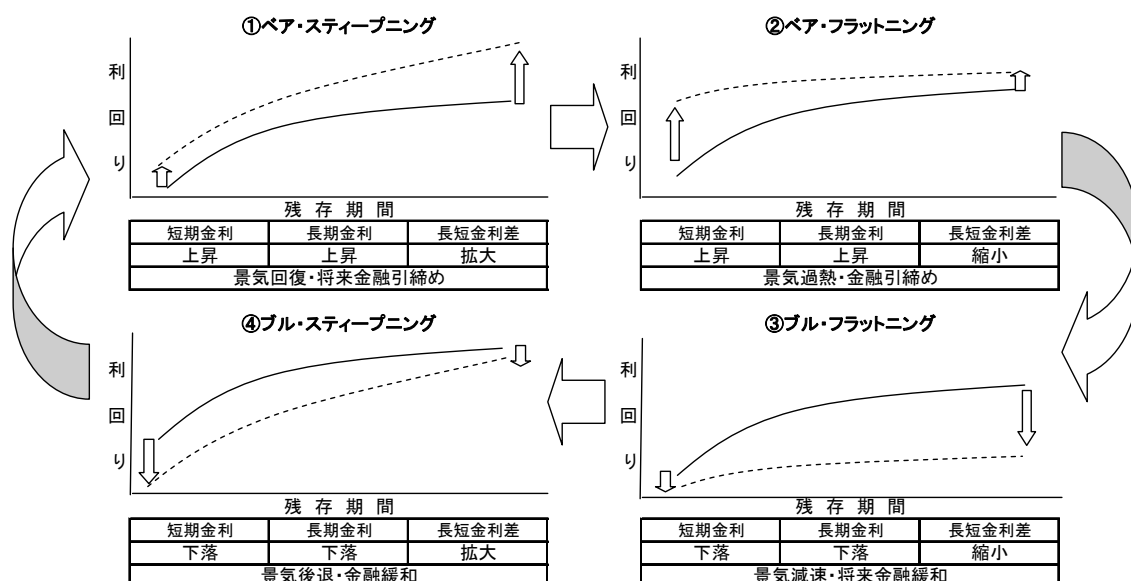 ①ベア・スティープニング
利回り
残存期間
短期金利 長期金利 長短金利差
上昇 上昇 拡大
景気回復・将来金融引締め
②ベア・フラットニング
利回り
残存期間
短期金利 長期金利 長短金利差
上昇 上昇 縮小
景気過熱・金融引締め
④ブル・スティープニング
利回り
残存期間
短期金利 長期金利 長短金利差
下落 下落 拡大
景気後退・金融緩和
③ブル・フラットニング
利回り
残存期間
短期金利 長期金利 長短金利差
下落 下落 縮小
景気減速・将来金融緩和